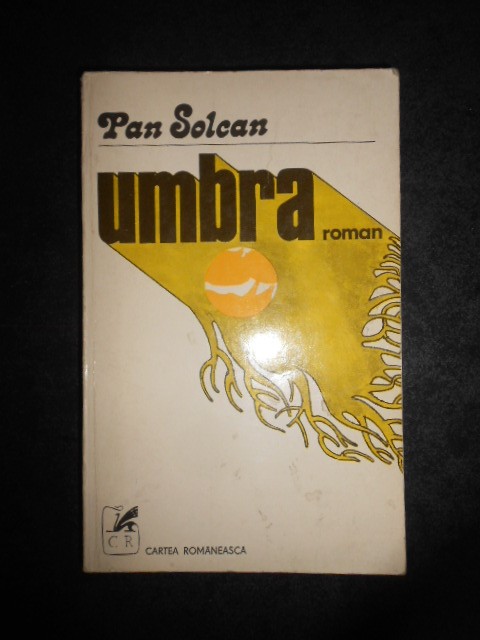 Pan Solcan
umbra
roman
C R
CARTEA ROMÂNEASCĂ